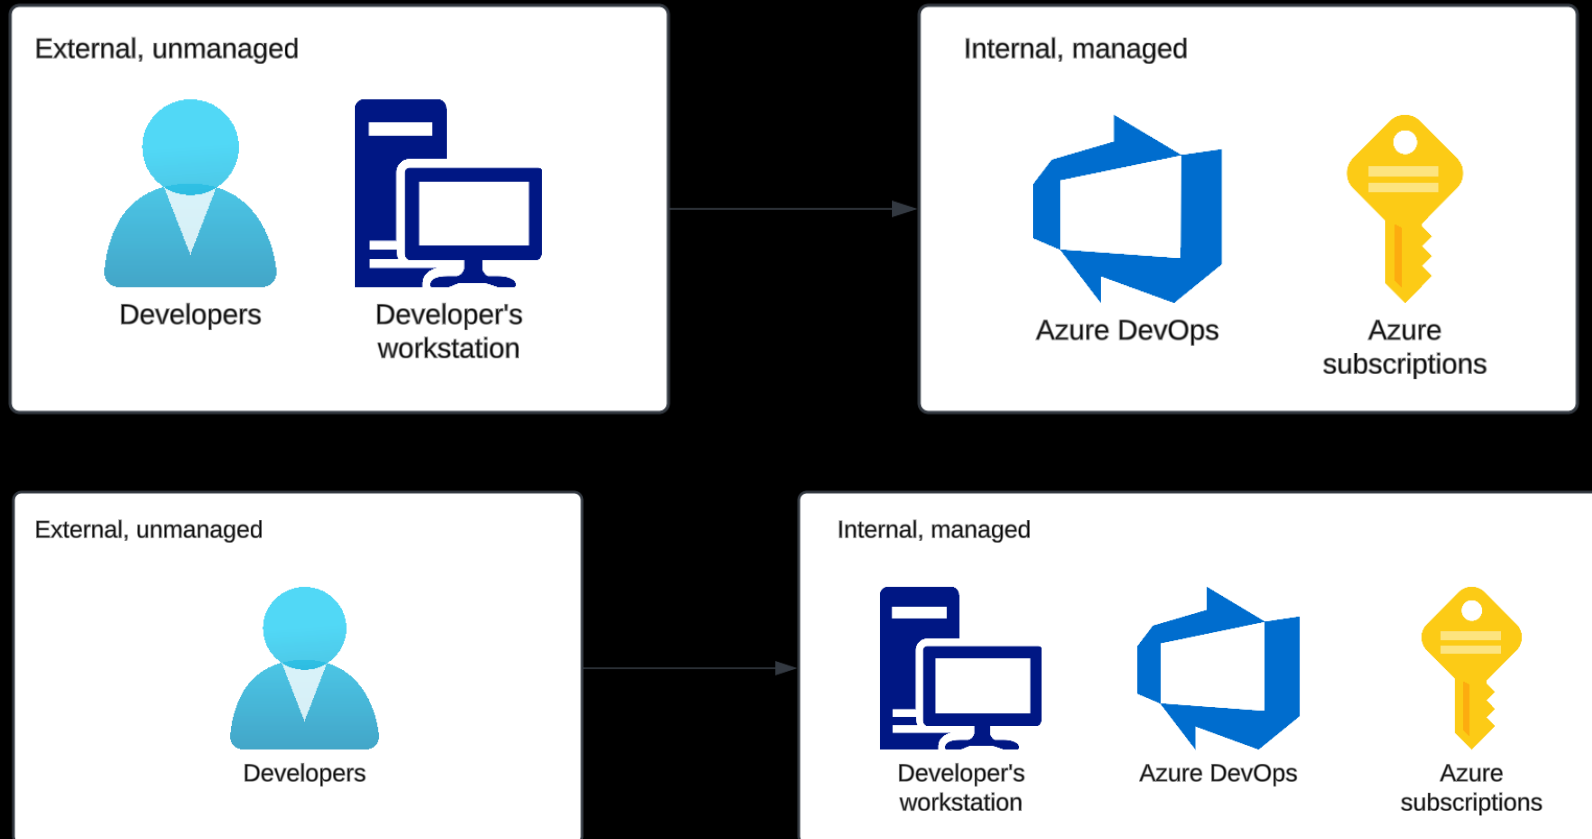 External, unmanaged
Developers
Developer's
workstation
Internal, managed
Azure DevOps
Azure
subscriptions
External, unmanaged
Developers
Internal, managed
Developer's
workstation
Azure DevOps
Azure
subscriptions